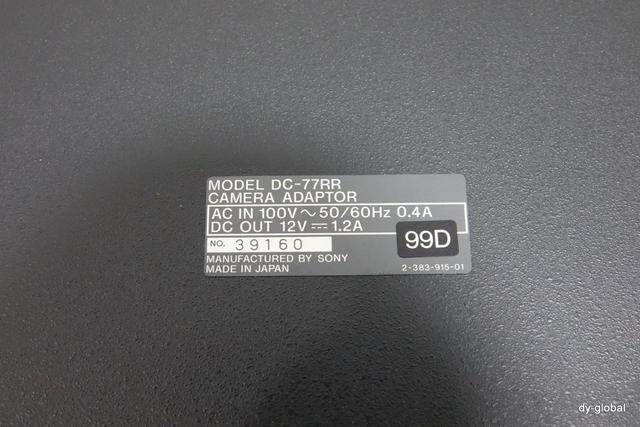 MODEL DC-77RR
CAMERA ADAPTOR
AC IN 100V ~ 50/60Hz 0.4A
DC OUT 12V ⎓ 1.2A
NO. 39160
99D
MANUFACTURED BY SONY
MADE IN JAPAN
2-383-915-01
dy-global